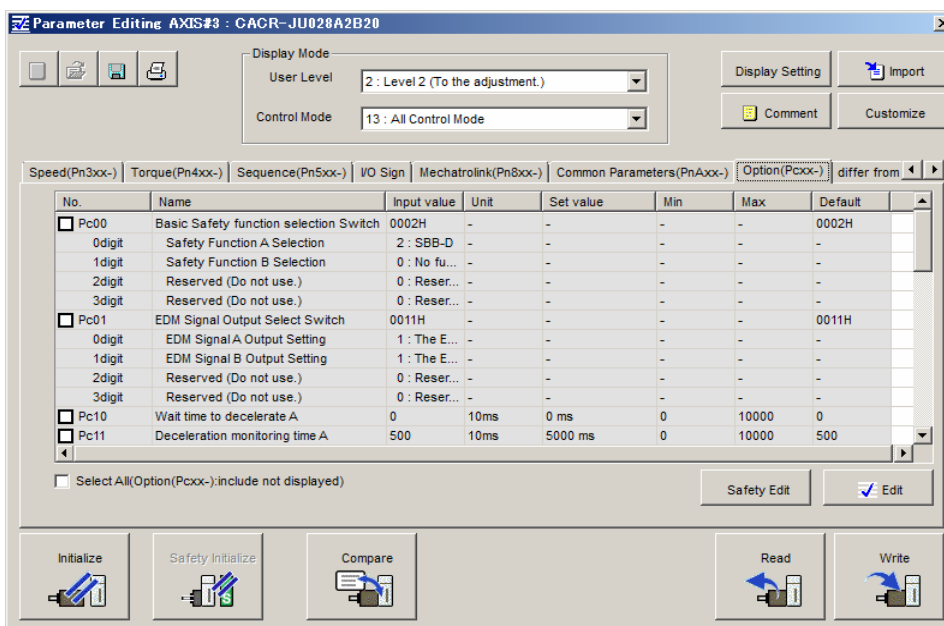 Parameter Editing AXIS#3 : CACR-JU028A2B20
Display Mode
User Level 2 : Level 2 (To the adjustment.)
Display Setting Import
Control Mode 13 : All Control Mode
Comment Customize
Speed(Pn3xx-) Torque(Pn4xx-) Sequence(Pn5xx-) I/O Sign Mechatrolink(Pn8xx-) Common Parameters(PnAxx-) Option(Pcxx-) differ from
No. Name Input value Unit Set value Min Max Default
Pc00 Basic Safety function selection Switch 0002H - - - - 0002H
0digit Safety Function A Selection 2 : SBB-D - - - - -
1digit Safety Function B Selection 0 : No fu... - - - - -
2digit Reserved (Do not use.) 0 : Reser... - - - - -
3digit Reserved (Do not use.) 0 : Reser... - - - - -
Pc01 EDM Signal Output Select Switch 0011H - - - - 0011H
0digit EDM Signal A Output Setting 1 : The E... - - - - -
1digit EDM Signal B Output Setting 1 : The E... - - - - -
2digit Reserved (Do not use.) 0 : Reser... - - - - -
3digit Reserved (Do not use.) 0 : Reser... - - - - -
Pc10 Wait time to decelerate A 0 10ms 0 ms 0 10000 0
Pc11 Deceleration monitoring time A 500 10ms 5000 ms 0 10000 500
Select All(Option(Pcxx-):include not displayed)
Safety Edit Edit
Initialize Safety Initialize Compare Read Write
S